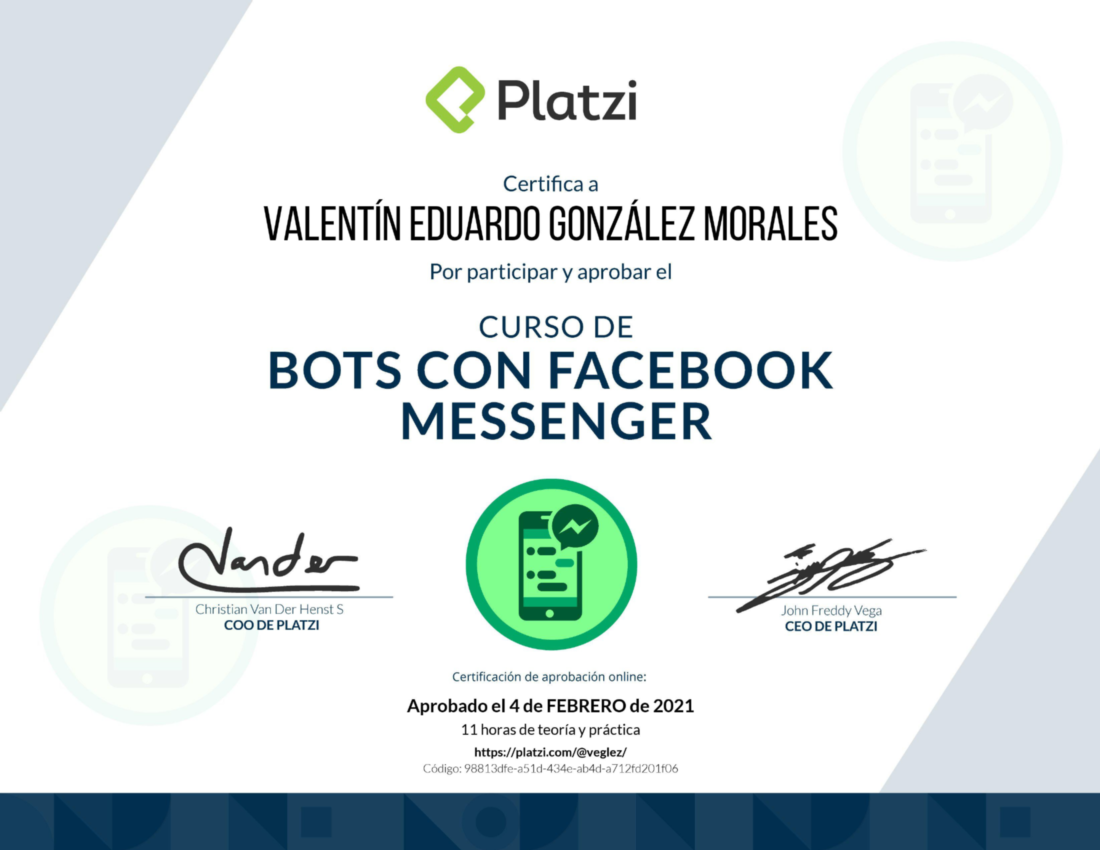 Platzi
Certifica a
VALENTÍN EDUARDO GONZÁLEZ MORALES
Por participar y aprobar el
CURSO DE
BOTS CON FACEBOOK
MESSENGER
Vander
Christian Van Der Henst S
COO DE PLATZI
John Freddy Vega
CEO DE PLATZI
Certificación de aprobación online:
Aprobado el 4 de FEBRERO de 2021
11 horas de teoría y práctica
https://platzi.com/@veglez/
Código: 98813dfe-a51d-434e-ab4d-a712fd201f06